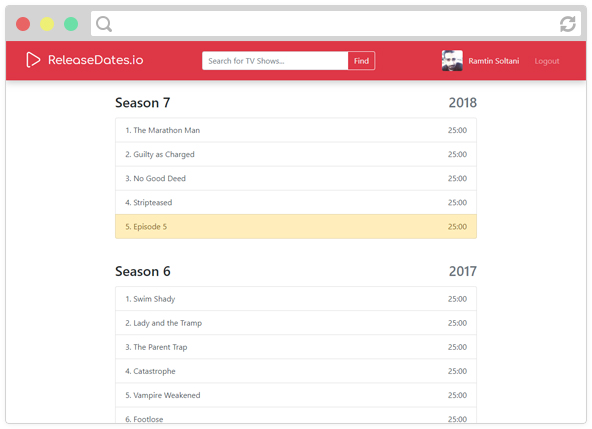 ReleaseDates.io Search for TV Shows... Find Ramtin Soltani Logout
Season 7 2018
1. The Marathon Man 25:00
2. Guilty as Charged 25:00
3. No Good Deed 25:00
4. Stripteased 25:00
5. Episode 5 25:00
Season 6 2017
1. Swim Shady 25:00
2. Lady and the Tramp 25:00
3. The Parent Trap 25:00
4. Catastrophe 25:00
5. Vampire Weakened 25:00
6. Footlose 25:00